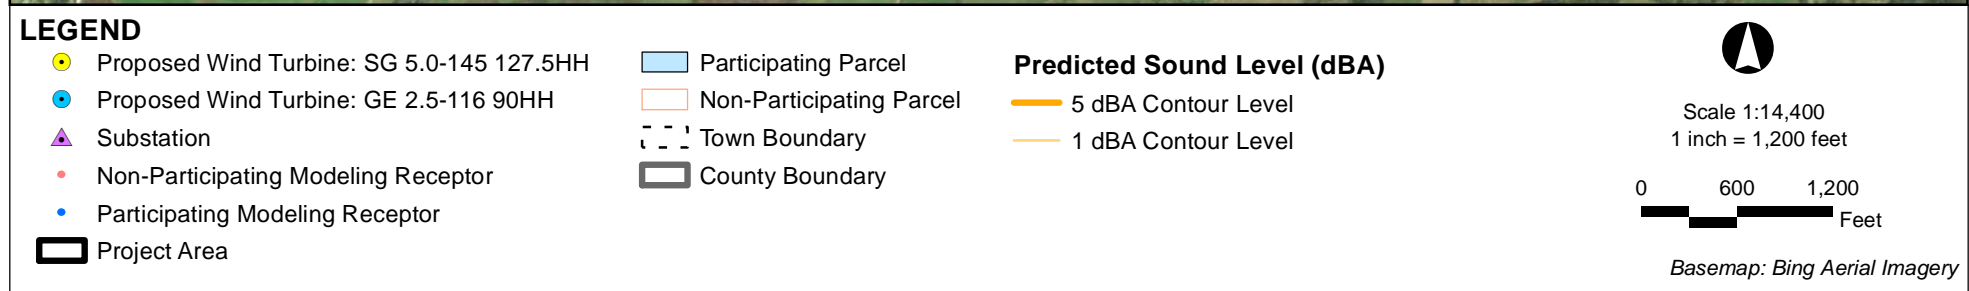 LEGEND
Proposed Wind Turbine: SG 5.0-145 127.5HH
Proposed Wind Turbine: GE 2.5-116 90HH
Substation
Non-Participating Modeling Receptor
Participating Modeling Receptor
Project Area
Participating Parcel
Non-Participating Parcel
Town Boundary
County Boundary
Predicted Sound Level (dBA)
5 dBA Contour Level
1 dBA Contour Level
Scale 1:14,400
1 inch = 1,200 feet
0 600 1,200
Feet
Basemap: Bing Aerial Imagery